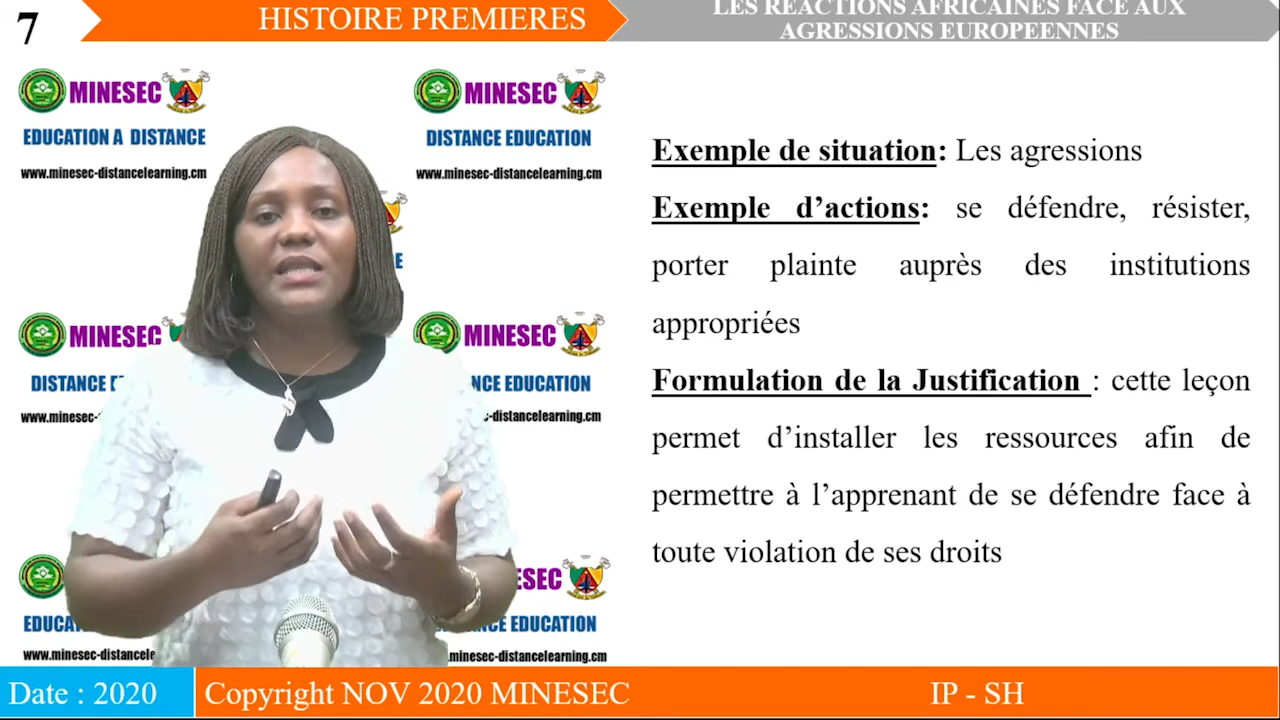 7
HISTOIRE PREMIERES
LES REACTIONS AFRICAINES FACE AUX
AGRESSIONS EUROPEENNES
MINESEC
EDUCATION A DISTANCE
www.minesec-distancelearning.cm
MINESEC
DISTANCE EDUCATION
www.minesec-distancelearning.cm
Exemple de situation: Les agressions
Exemple d’actions: se défendre, résister,
porter plainte auprès des institutions
appropriées
Formulation de la Justification : cette leçon
permet d’installer les ressources afin de
permettre à l’apprenant de se défendre face à
toute violation de ses droits
MINESEC
DISTANCE
www.minesec-
MINESEC
NCE EDUCATION
-distancelearning.cm
EDUCA
www.minesec-distancele
ESEC
NCE EDUCATION
minesec-distancelearning.cm
Date : 2020
Copyright NOV 2020 MINESEC
IP - SH